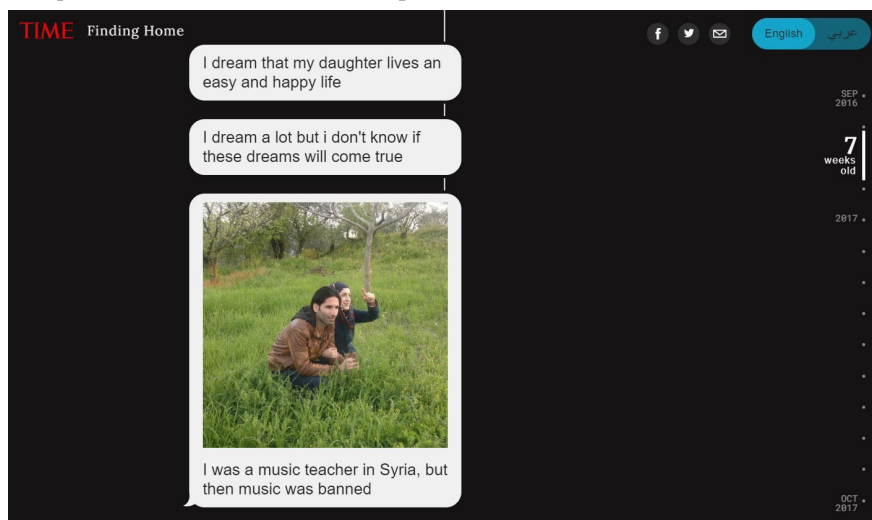 TIME Finding Home
English عربي
I dream that my daughter lives an
easy and happy life
I dream a lot but i don't know if
these dreams will come true
I was a music teacher in Syria, but
then music was banned
SEP
2016
7
weeks
old
2017
OCT
2017